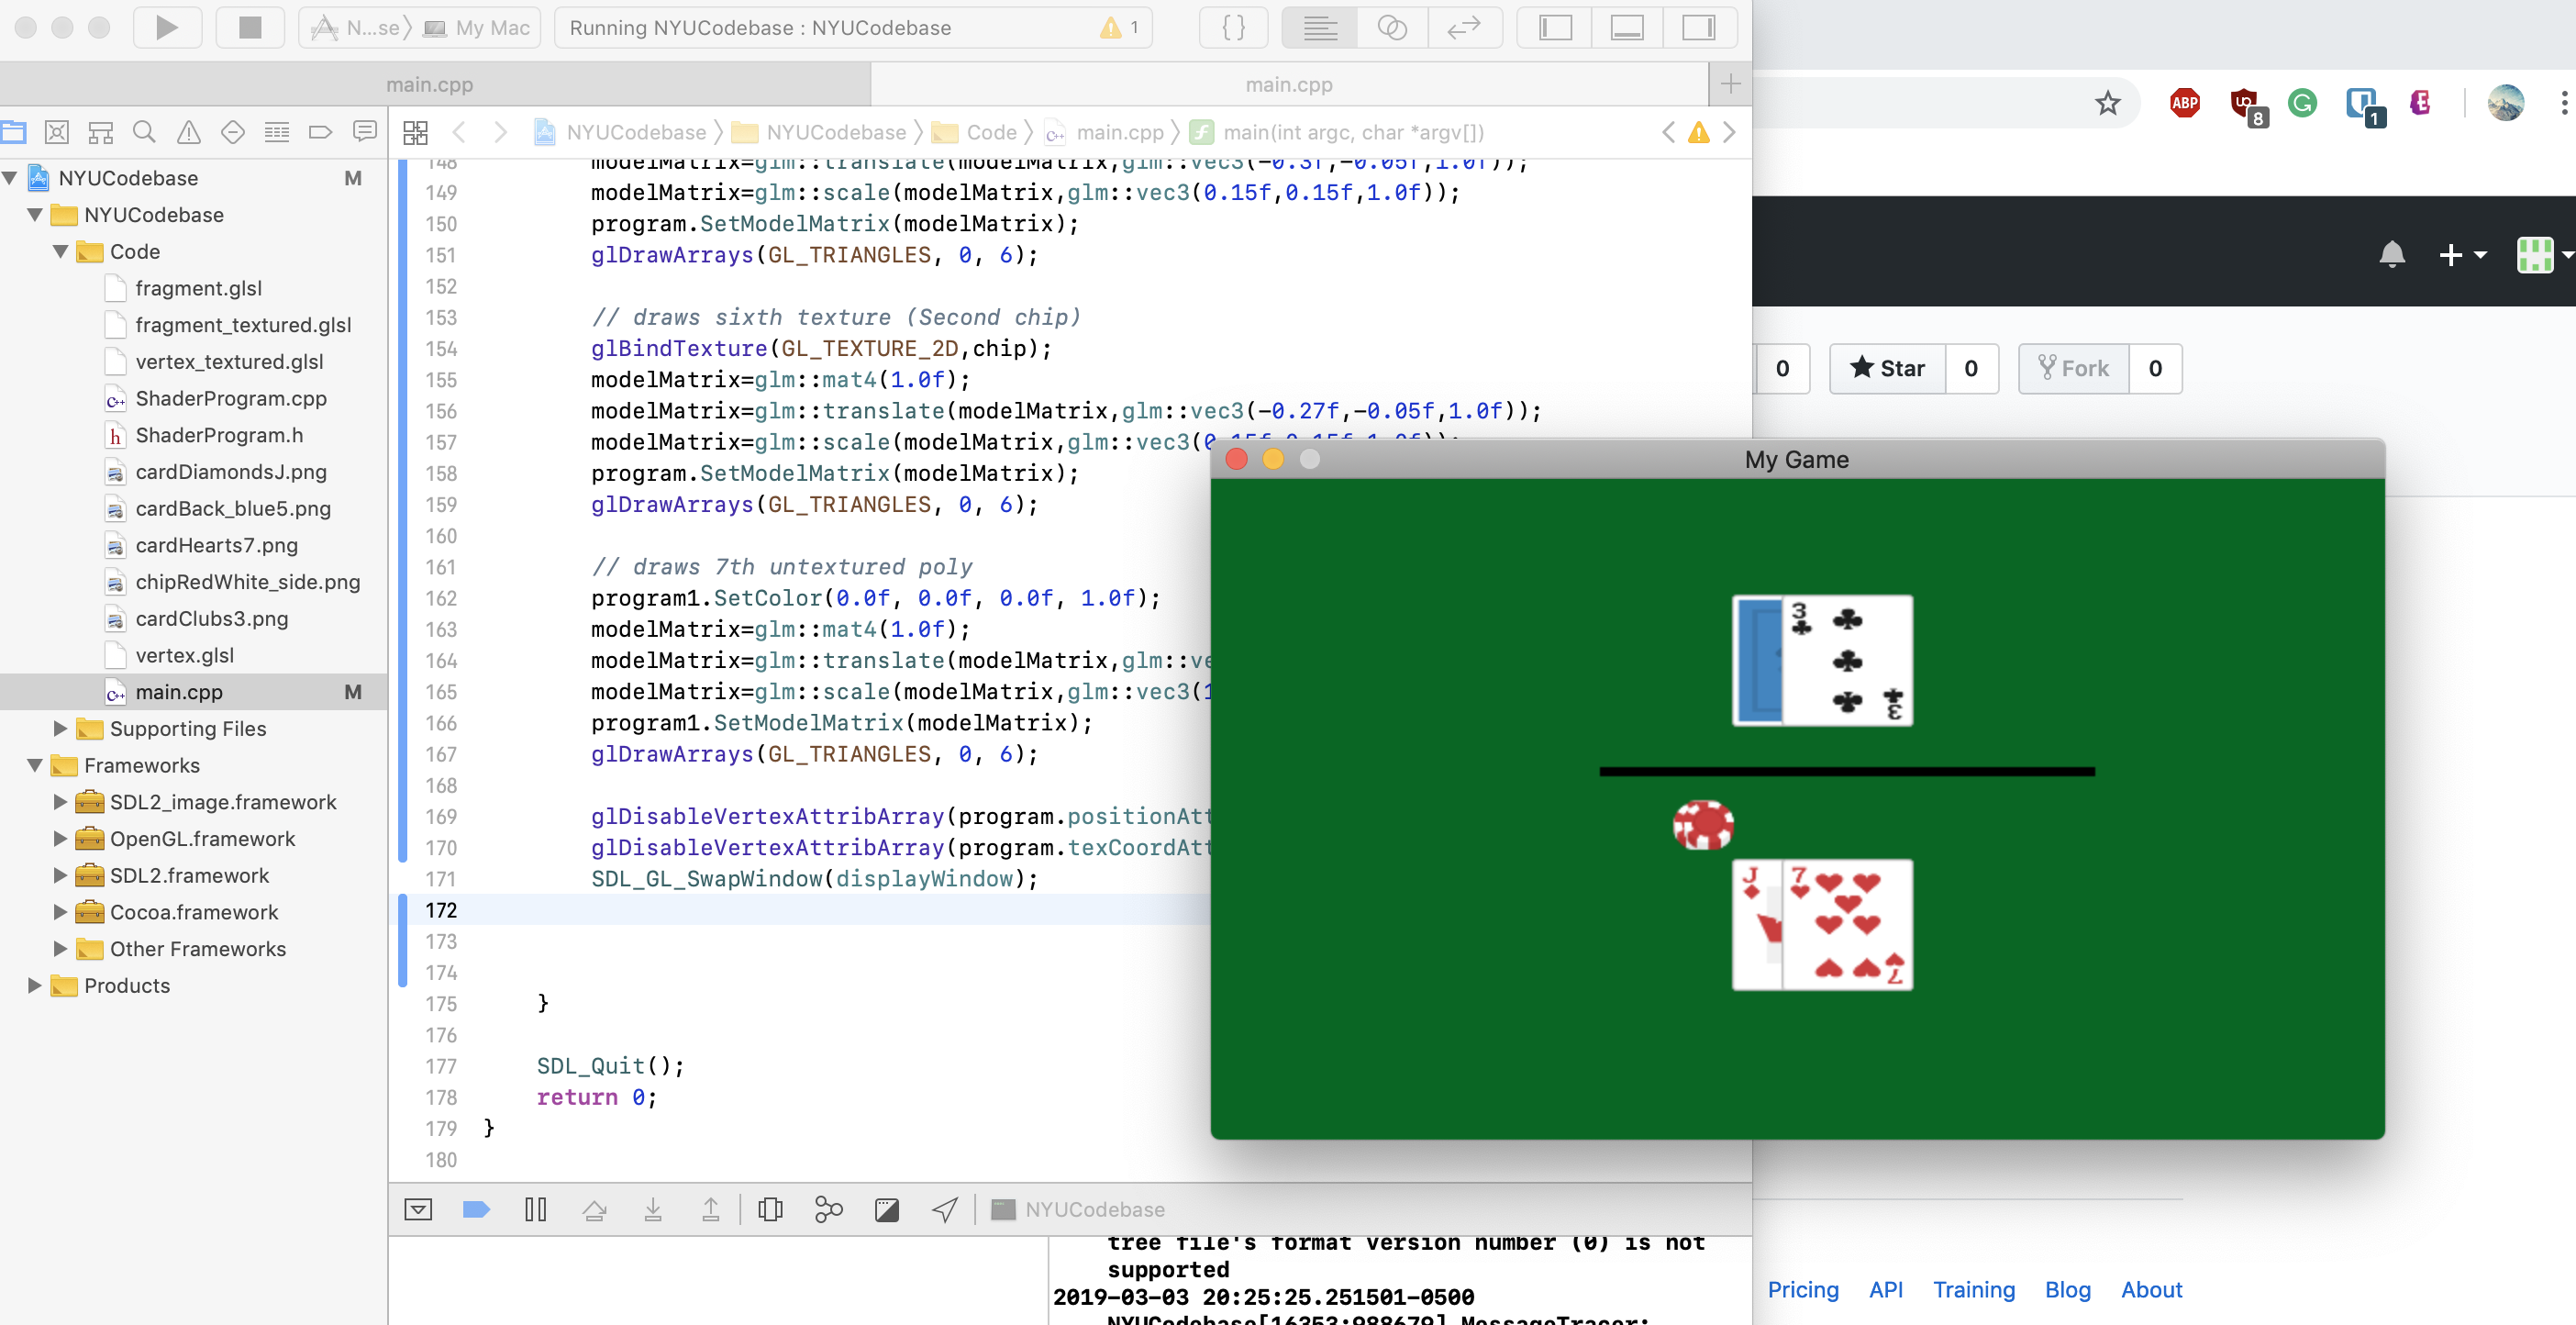 N...se My Mac
Running NYUCodebase : NYUCodebase 1
main.cpp main.cpp
NYUCodebase NYUCodebase Code main.cpp main(int argc, char *argv[])
ABP
8
1
NYUCodebase M
NYUCodebase
Code
fragment.glsl
fragment_textured.glsl
vertex_textured.glsl
ShaderProgram.cpp
ShaderProgram.h
cardDiamondsJ.png
cardBack_blue5.png
cardHearts7.png
chipRedWhite_side.png
cardClubs3.png
vertex.glsl
main.cpp M
Supporting Files
Frameworks
SDL2_image.framework
OpenGL.framework
SDL2.framework
Cocoa.framework
Other Frameworks
Products
148 modelMatrix=glm::translate(modelMatrix,glm::vec3(-0.3f,-0.05f,1.0f));
149 modelMatrix=glm::scale(modelMatrix,glm::vec3(0.15f,0.15f,1.0f));
150 program.SetModelMatrix(modelMatrix);
151 glDrawArrays(GL_TRIANGLES, 0, 6);
152
153 // draws sixth texture (Second chip)
154 glBindTexture(GL_TEXTURE_2D,chip);
155 modelMatrix=glm::mat4(1.0f);
156 modelMatrix=glm::translate(modelMatrix,glm::vec3(-0.27f,-0.05f,1.0f));
157 modelMatrix=glm::scale(modelMatrix,glm::vec3(0.15f,0.15f,1.0f));
158 program.SetModelMatrix(modelMatrix);
159 glDrawArrays(GL_TRIANGLES, 0, 6);
160
161 // draws 7th untextured poly
162 program1.SetColor(0.0f, 0.0f, 0.0f, 1.0f);
163 modelMatrix=glm::mat4(1.0f);
164 modelMatrix=glm::translate(modelMatrix,glm::ve
165 modelMatrix=glm::scale(modelMatrix,glm::vec3(1
166 program1.SetModelMatrix(modelMatrix);
167 glDrawArrays(GL_TRIANGLES, 0, 6);
168
169 glDisableVertexAttribArray(program.positionAtt
170 glDisableVertexAttribArray(program.texCoordAtt
171 SDL_GL_SwapWindow(displayWindow);
172
173
174
175 }
176
177 SDL_Quit();
178 return 0;
179 }
180
0 Star 0 Fork 0
My Game
3
3
J 7
7
NYUCodebase
tree file's format version number (0) is not
supported
2019-03-03 20:25:25.251501-0500
NYUCodebase[16353:988679] MessageTracer:
Pricing API Training Blog About